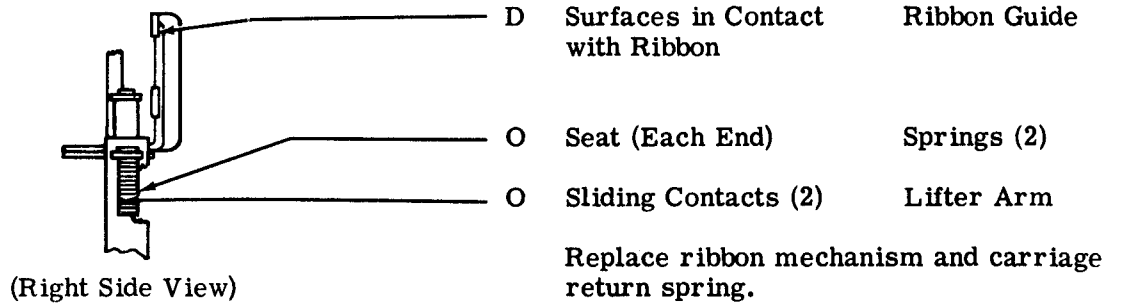 D Surfaces in Contact Ribbon Guide
with Ribbon
O Seat (Each End) Springs (2)
O Sliding Contacts (2) Lifter Arm
Replace ribbon mechanism and carriage
(Right Side View) return spring.